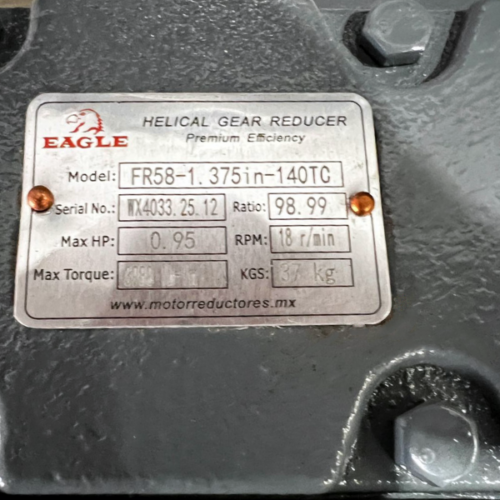 EAGLE
HELICAL GEAR REDUCER
Premium Efficiency
Model: FR58-1.375in-140TC
Serial No.: WX4033.25.12 Ratio: 98.99
Max HP: 0.95 RPM: 18 r/min
Max Torque: KGS: 37 kg
www.motorreductores.mx